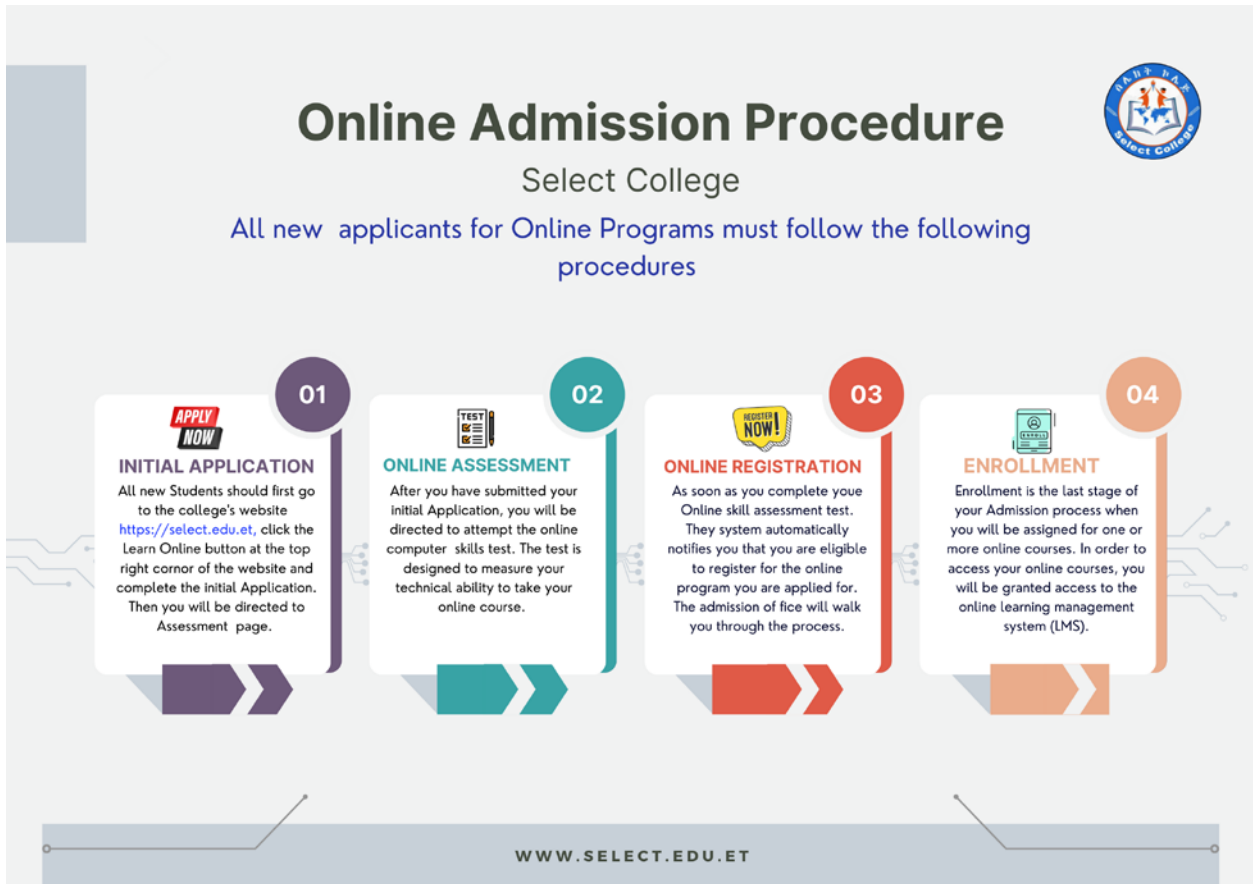 Online Admission Procedure
Select College
All new applicants for Online Programs must follow the following
procedures
ሰሌክት ኮሌጅ
Select College
01
APPLY
NOW
INITIAL APPLICATION
All new Students should first go
to the college's website
https://select.edu.et, click the
Learn Online button at the top
right cornor of the website and
complete the initial Application.
Then you will be directed to
Assessment page.
02
TEST
ONLINE ASSESSMENT
After you have submitted your
initial Application, you will be
directed to attempt the online
computer skills test. The test is
designed to measure your
technical ability to take your
online course.
03
REGISTER
NOW!
ONLINE REGISTRATION
As soon as you complete youe
Online skill assessment test.
They system automatically
notifies you that you are eligible
to register for the online
program you are applied for.
The admission of fice will walk
you through the process.
04
ENROLL
ENROLLMENT
Enrollment is the last stage of
your Admission process when
you will be assigned for one or
more online courses. In order to
access your online courses, you
will be granted access to the
online learning management
system (LMS).
WWW.SELECT.EDU.ET